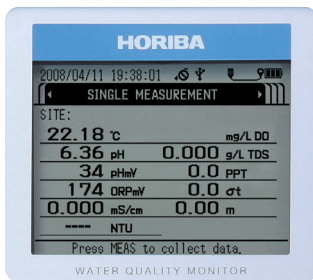 HORIBA
2008/04/11 19:38:01
SINGLE MEASUREMENT
SITE:
22.18 ℃ mg/L DO
6.36 pH 0.000 g/L TDS
34 pHmV 0.0 PPT
174 ORPmV 0.0 σt
0.000 mS/cm 0.00 m
---- NTU
Press MEAS to collect data.
WATER QUALITY MONITOR